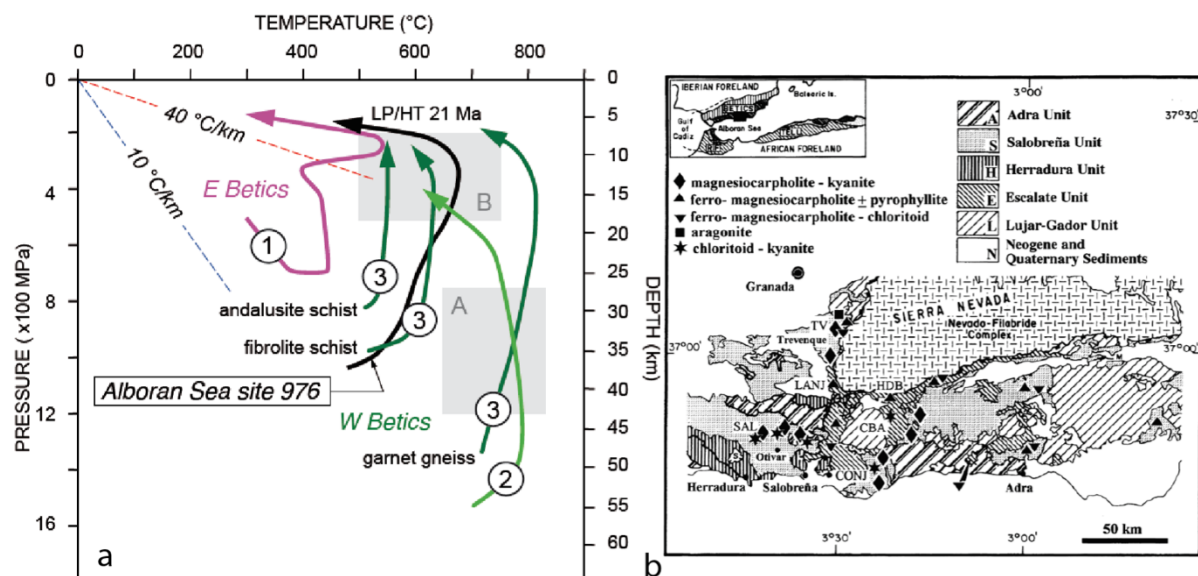 TEMPERATURE (°C)
0
200
400
600
800
0
4
8
12
16
PRESSURE ( x100 MPa)
0
5
10
15
20
25
30
35
40
45
50
55
60
DEPTH (km)
LP/HT 21 Ma
40 °C/km
10 °C/km
E Betics
B
1
3
andalusite schist
A
3
fibrolite schist
Alboran Sea site 976
W Betics
3
garnet gneiss
2
a
IBERIAN FORELAND
Balearic Is.
BETICS
Gulf of
Cadiz
Alboran Sea
AFRICAN FORELAND
magnesiocarpholite - kyanite
ferro - magnesiocarpholite ± pyrophyllite
ferro- magnesiocarpholite - chloritoid
aragonite
chloritoid - kyanite
3°00'
37°30'
A Adra Unit
S Salobreña Unit
H Herradura Unit
E Escalate Unit
L Lujar-Gador Unit
N Neogene and
Quaternary Sediments
Granada
SIERRA NEVADA
Nevado-Filabride
Complex
TV
Trevenque
37°00'
37°00'
LANJ
HDB
SAL
CBA
Otivar
CONJ
Herradura
Salobreña
Adra
3°30'
3°00'
50 km
b